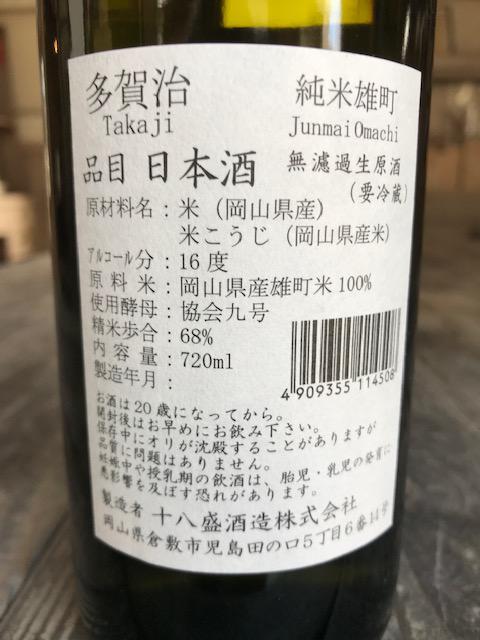 多賀治 純米雄町
Takaji JunmaiOmachi
品目 日本酒 無濾過生原酒
(要冷蔵)
原材料名：米（岡山県産）
米こうじ（岡山県産米）
アルコール分：16度
原料米：岡山県産雄町米100%
使用酵母：協会九号
精米歩合：68%
内容量：720ml
製造年月：
4 909355 114508
お酒は20歳になってから。
開封後はお早めにお飲み下さい。
保存中にオリが沈殿することがありますが
品質に問題はありません。
妊娠中や授乳期の飲酒は、胎児・乳児の発育に
悪影響を及ぼす恐れがあります。
製造者 十八盛酒造株式会社
岡山県倉敷市児島田の口5丁目6番14号